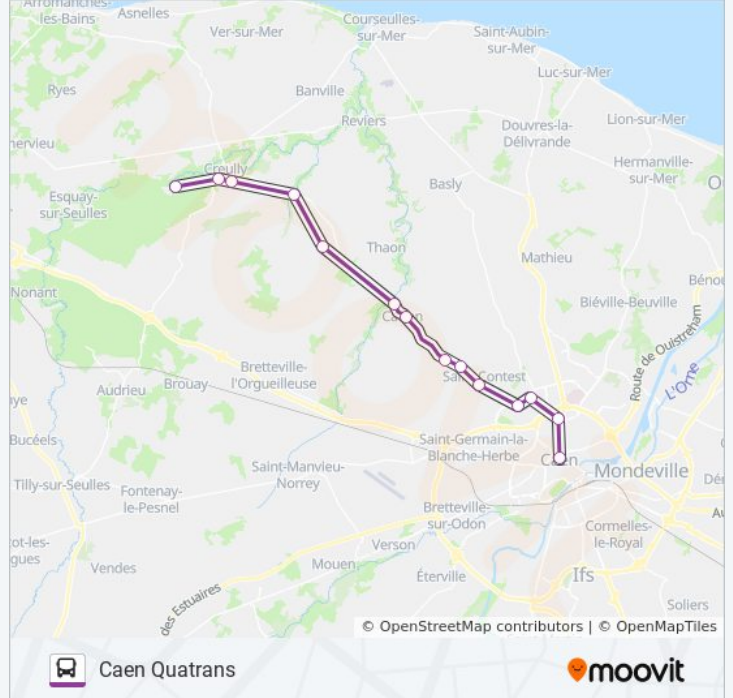 Arromanches-
les-Bains
Asnelles
Ver-sur-Mer
Courseulles-
sur-Mer
Saint-Aubin-
sur-Mer
Luc-sur-Mer
Ryes
Banville
Reviers
Douvres-la-
Délivrande
Lion-sur-Mer
Hermanville-
sur-Mer
ervieu
Creully
Basly
Esquay-
sur-Seulles
Thaon
Mathieu
Nonant
Bénou
Biéville-Beuville
Route de Ouistreham
L'Orne
Bretteville-
l'Orgueilleuse
Audrieu
Brouay
Bucéels
Saint-Germain-la-
Blanche-Herbe
Caen
Mondeville
Tilly-sur-Seulles
Fontenay-
le-Pesnel
Saint-Manvieu-
Norrey
Bretteville-
sur-Odon
Cormelles-
le-Royal
Verson
Mouen
Éterville
Ifs
Vendes
des Estuaires
Soliers
© OpenStreetMap contributors | © OpenMapTiles
Caen Quatrans
moovit